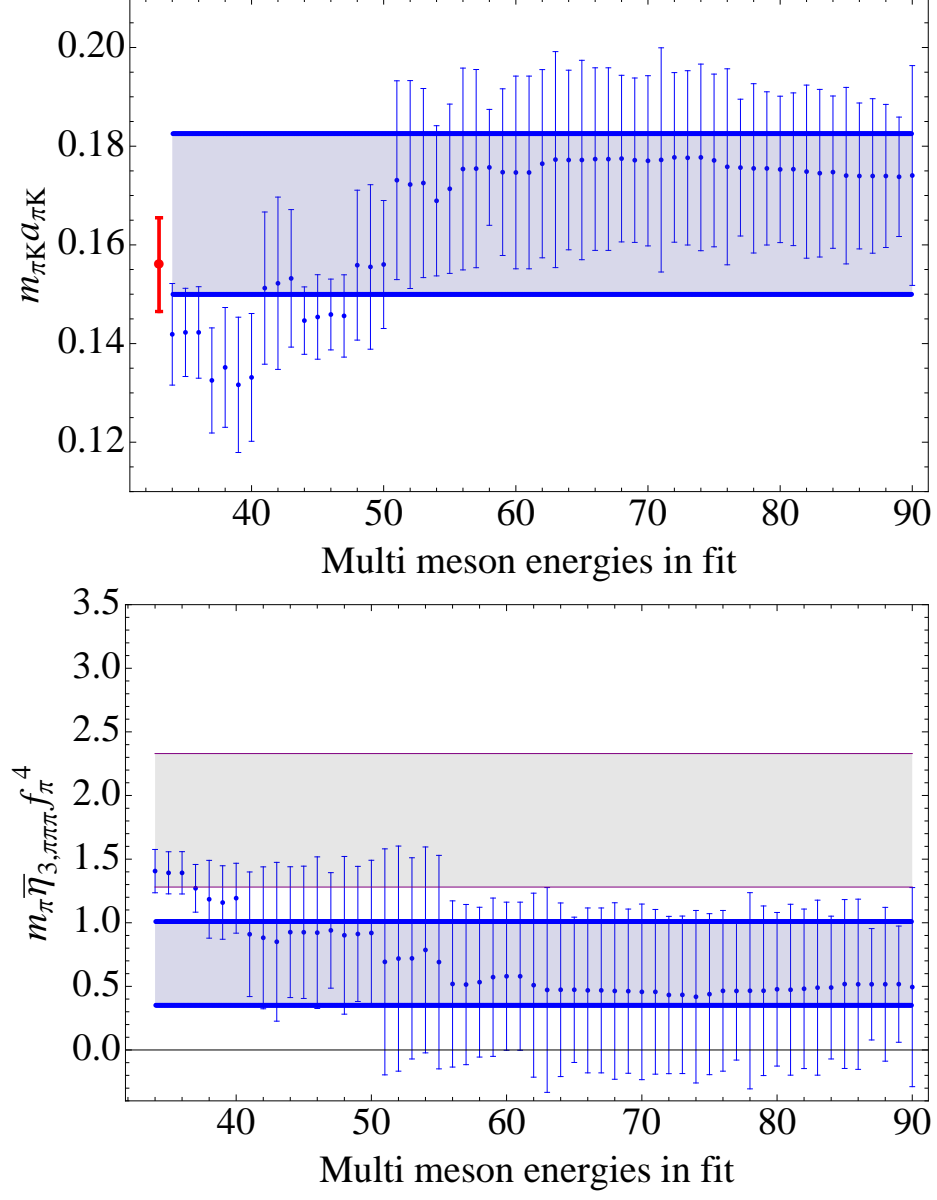 0.20
0.18
0.16
0.14
0.12
m_{πK} a_{πK}
40 50 60 70 80 90
Multi meson energies in fit
3.5
3.0
2.5
2.0
1.5
1.0
0.5
0.0
m_π η̅_{3,πππ} f_π^4
40 50 60 70 80 90
Multi meson energies in fit